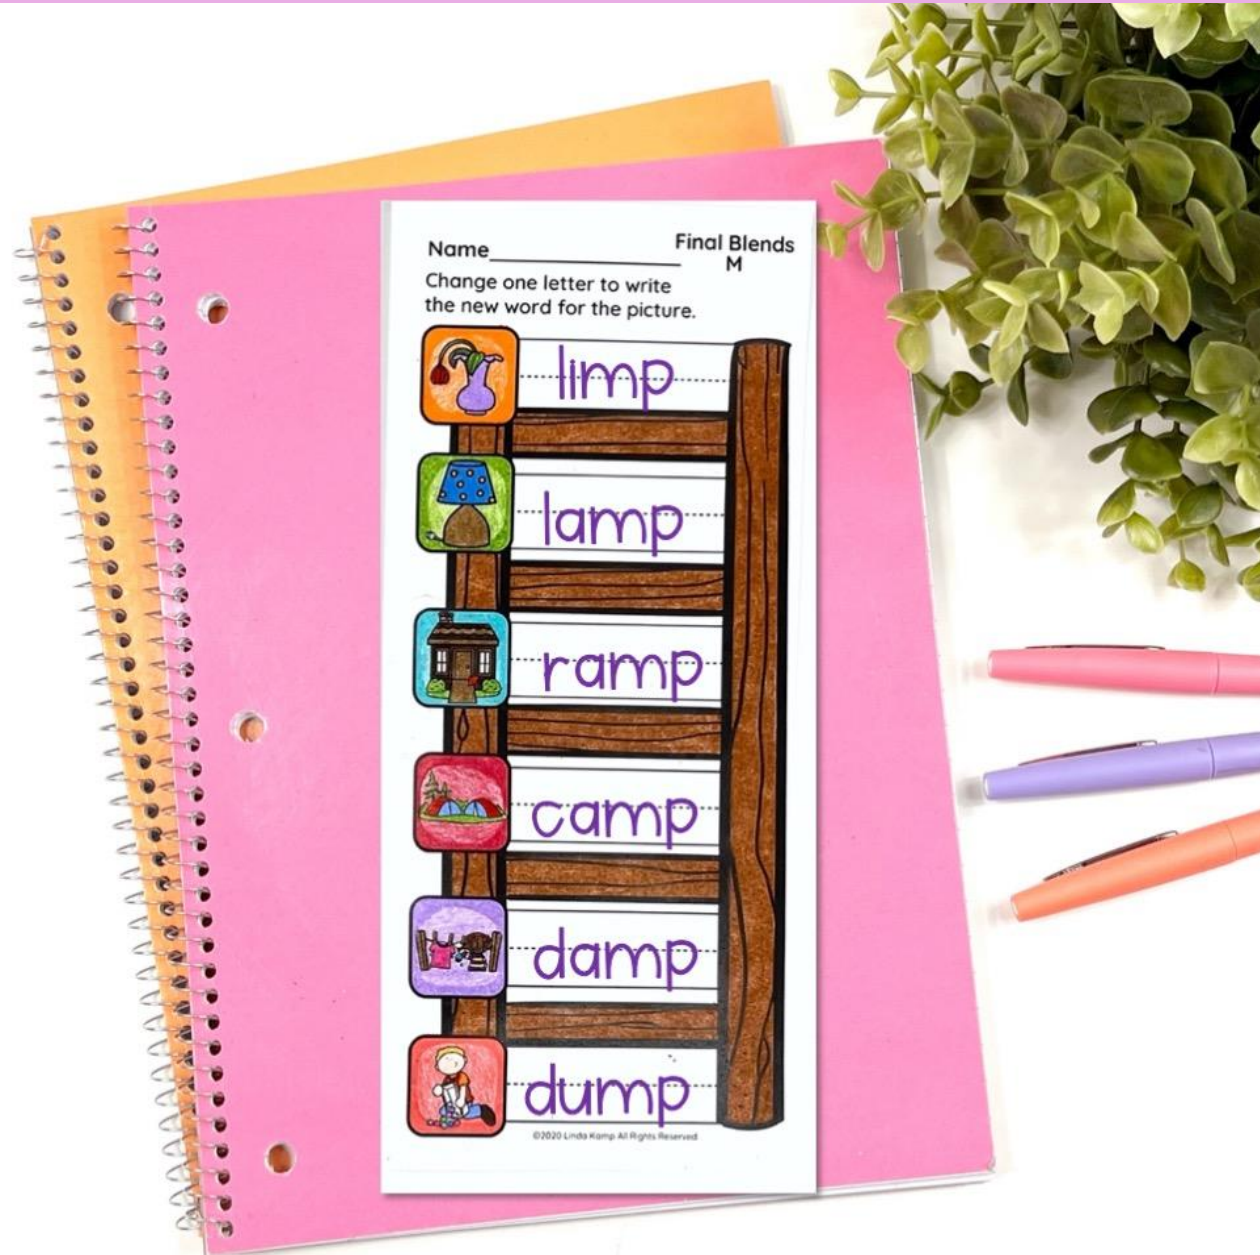 Name
Final Blends
M
Change one letter to write
the new word for the picture.
limp
lamp
ramp
camp
damp
dump
©2020 Linda Kamp All Rights Reserved